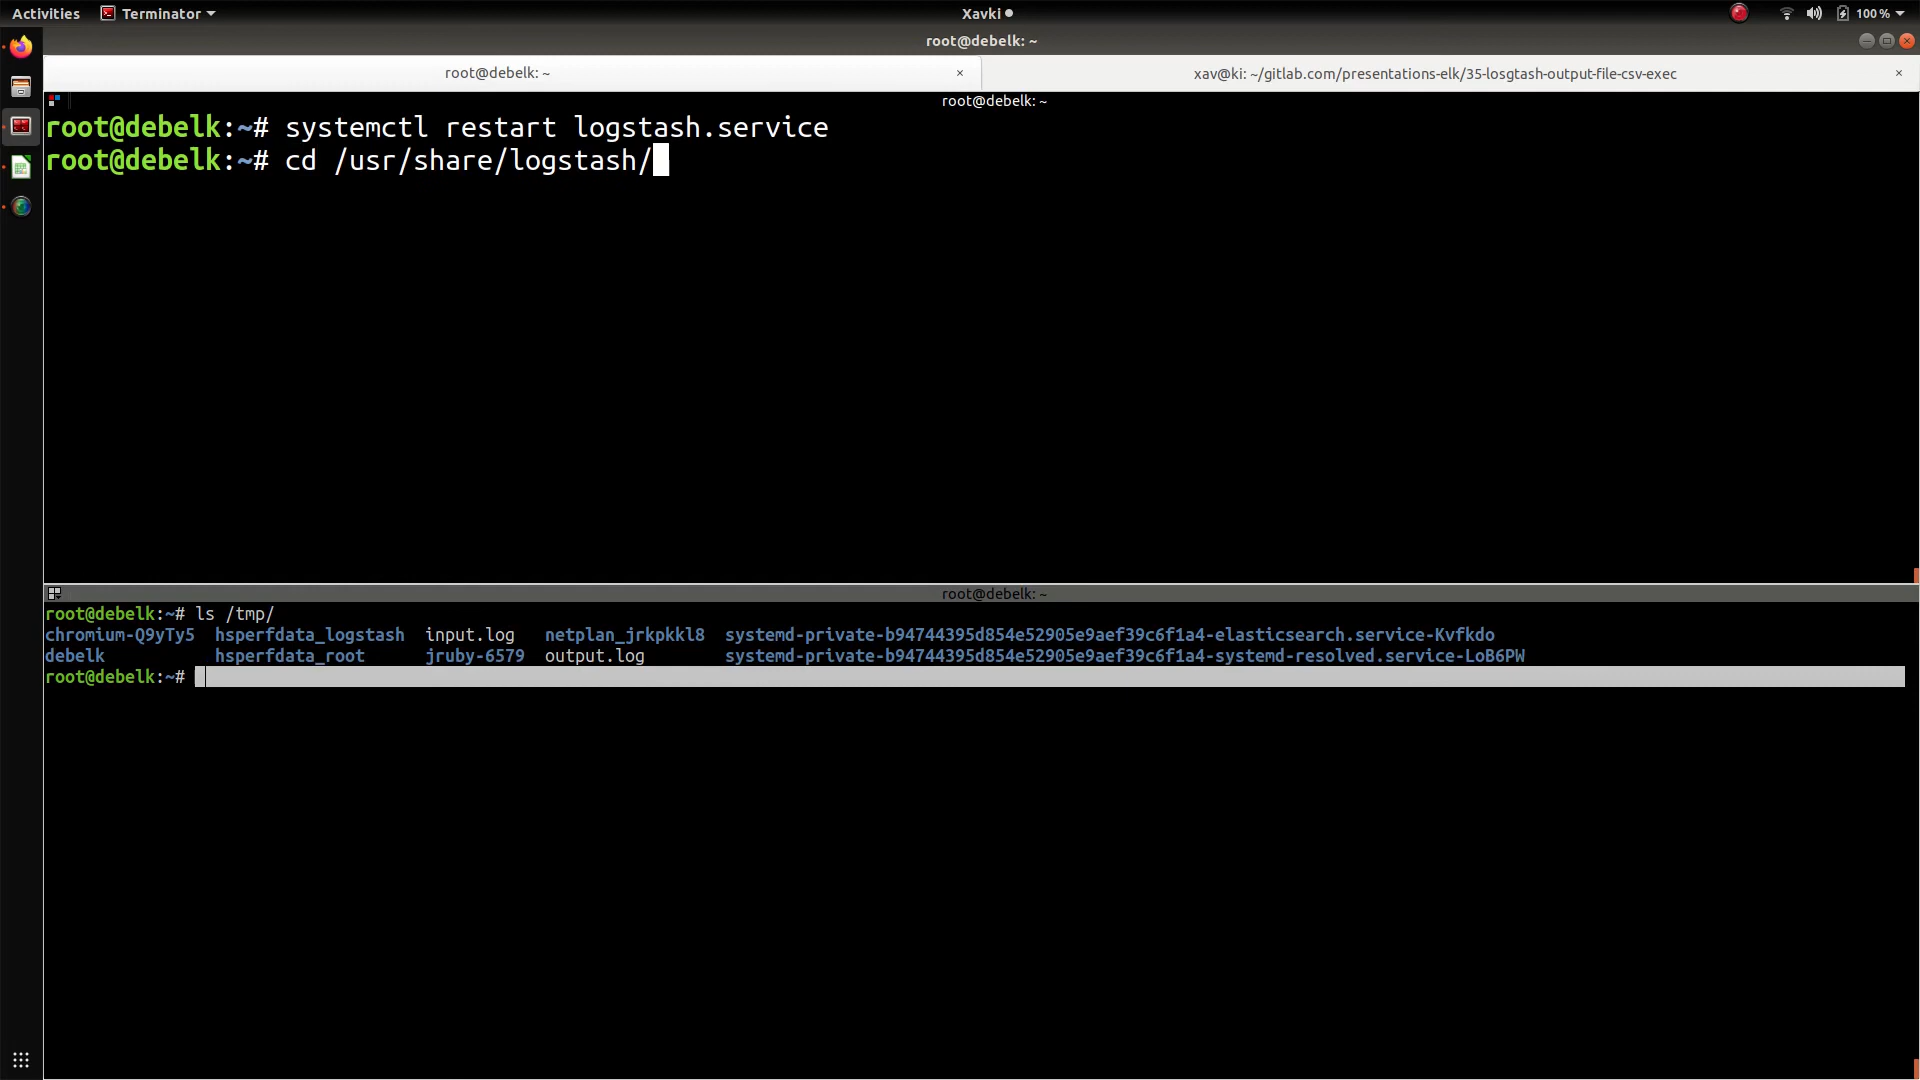 Activities Terminator Xavki 100%
root@debelk: ~
root@debelk: ~ × xav@ki: ~/gitlab.com/presentations-elk/35-losgtash-output-file-csv-exec ×
root@debelk: ~
root@debelk:~# systemctl restart logstash.service
root@debelk:~# cd /usr/share/logstash/
root@debelk: ~
root@debelk:~# ls /tmp/
chromium-Q9yTy5 hsperfdata_logstash input.log netplan_jrkpkkl8 systemd-private-b94744395d854e52905e9aef39c6f1a4-elasticsearch.service-Kvfkdo
debelk hsperfdata_root jruby-6579 output.log systemd-private-b94744395d854e52905e9aef39c6f1a4-systemd-resolved.service-LoB6PW
root@debelk:~#